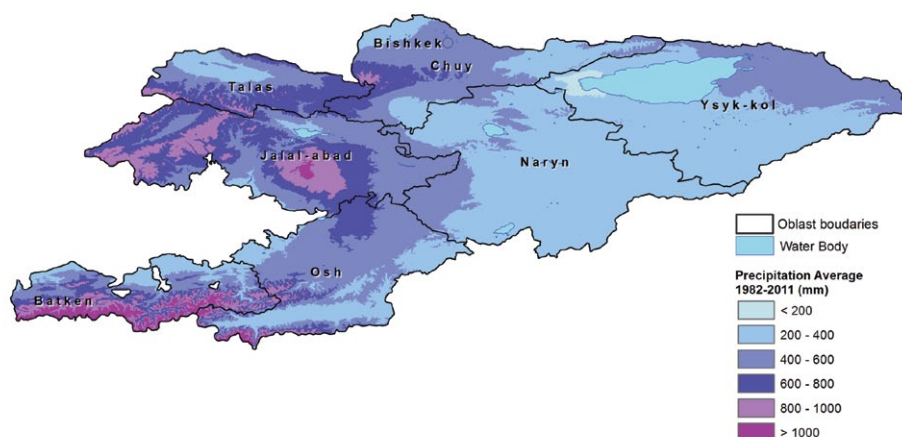 Bishkek
Chuy
Talas
Ysyk-kol
Jalal-abad
Naryn
Osh
Batken
Oblast boudaries
Water Body
Precipitation Average
1982-2011 (mm)
< 200
200 - 400
400 - 600
600 - 800
800 - 1000
> 1000